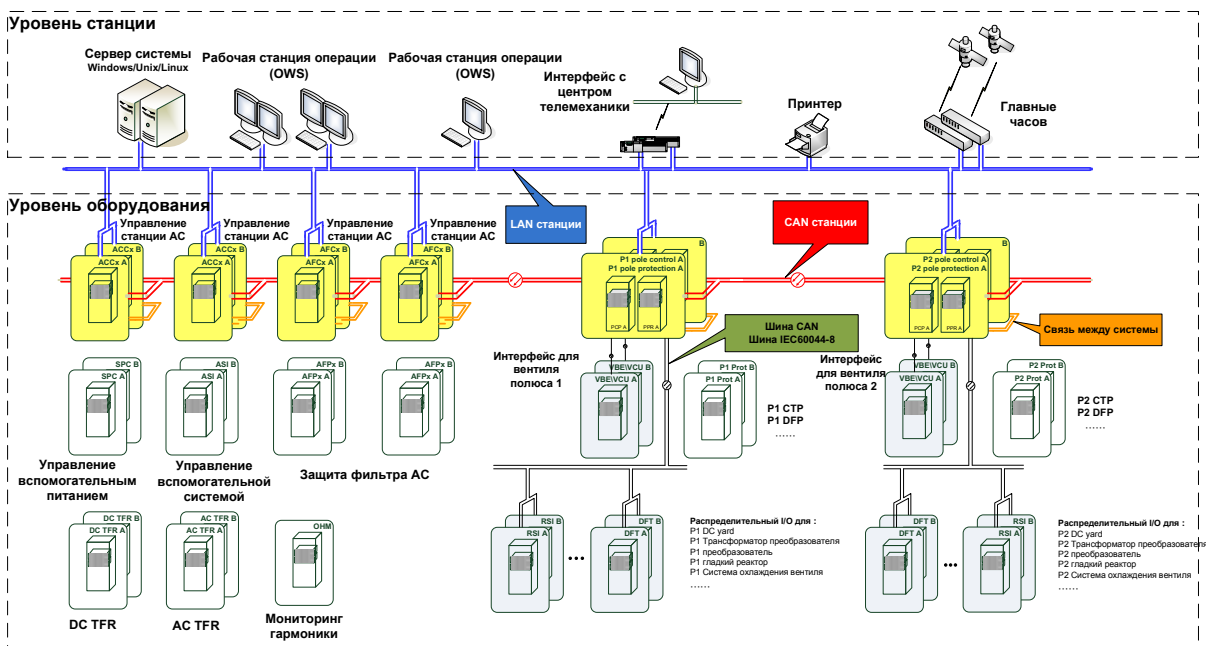 Уровень станции
Сервер системы
Windows/Unix/Linux
Рабочая станция операции
(OWS)
Рабочая станция операции
(OWS)
Интерфейс с
центром
телемеханики
Принтер
Главные
часов
Уровень оборудования
LAN станции
CAN станции
Управление
станции AC
Управление
станции AC
Управление
станции AC
Управление
станции AC
ACCx B
ACCx A
ACCx B
ACCx A
AFCx B
AFCx A
AFCx B
AFCx A
B
P1 pole control A
P1 pole protection A
PCP A
PPR A
B
P2 pole control A
P2 pole protection A
PCP A
PPR A
Шина CAN
Шина IEC60044-8
Связь между системы
SPC B
SPC A
ASI B
ASI A
AFPx B
AFPx A
AFPx B
AFPx A
Интерфейс для
вентиля
полюса 1
VBE\VCU B
VBE\VCU A
P1 Prot B
P1 Prot A
P1 CTP
P1 DFP
......
Интерфейс
для вентиля
полюса 2
VBE\VCU B
VBE\VCU A
P2 Prot B
P2 Prot A
P2 CTP
P2 DFP
......
Управление
вспомогательным
питанием
Управление
вспомогательной
системой
Защита фильтра AC
DC TFR B
DC TFR A
AC TFR B
AC TFR A
OHM
DC TFR
AC TFR
Мониторинг
гармоники
RSI B
RSI A
...
DFT B
DFT A
Распределительный I/O для :
P1 DC yard
P1 Трансформатор преобразователя
P1 преобразователь
P1 гладкий реактор
P1 Система охлаждения вентиля
......
DFT B
DFT A
...
RSI B
RSI A
Распределительный I/O для :
P2 DC yard
P2 Трансформатор преобразователя
P2 преобразователь
P2 гладкий реактор
P2 Система охлаждения вентиля
......